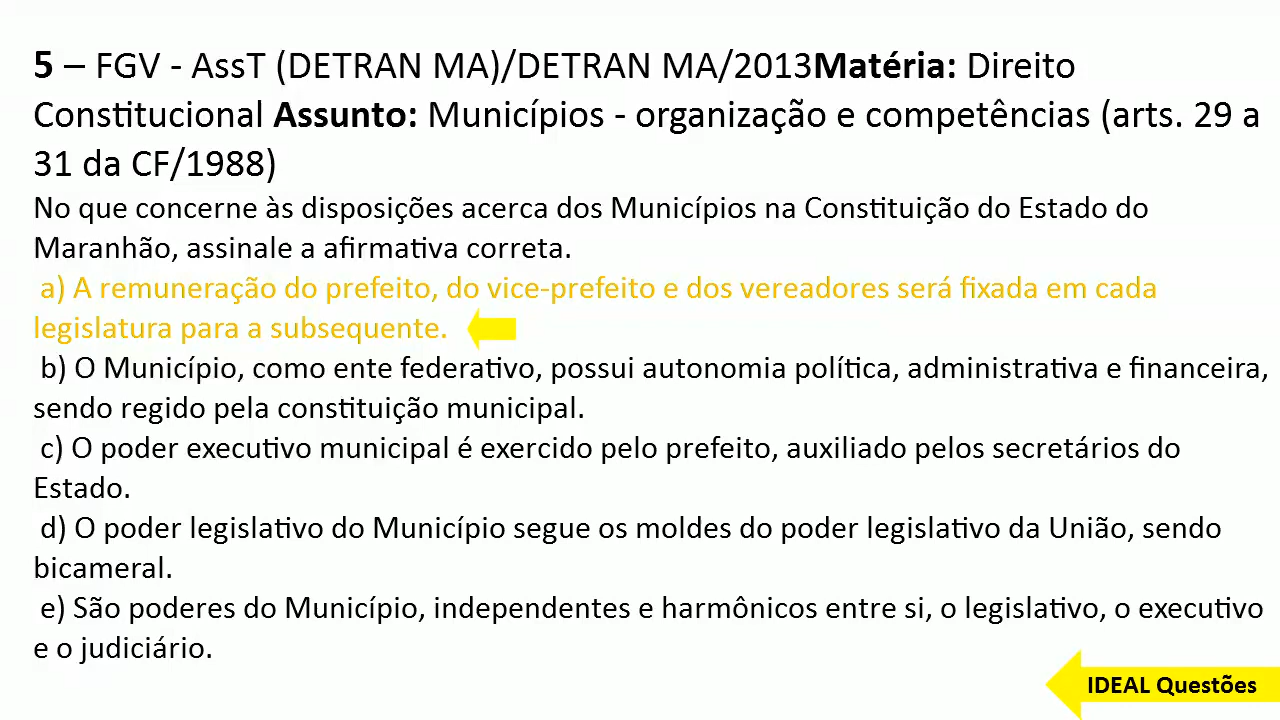 5 – FGV - AssT (DETRAN MA)/DETRAN MA/2013Matéria: Direito
Constitucional Assunto: Municípios - organização e competências (arts. 29 a
31 da CF/1988)
No que concerne às disposições acerca dos Municípios na Constituição do Estado do
Maranhão, assinale a afirmativa correta.
a) A remuneração do prefeito, do vice-prefeito e dos vereadores será fixada em cada
legislatura para a subsequente.
b) O Município, como ente federativo, possui autonomia política, administrativa e financeira,
sendo regido pela constituição municipal.
c) O poder executivo municipal é exercido pelo prefeito, auxiliado pelos secretários do
Estado.
d) O poder legislativo do Município segue os moldes do poder legislativo da União, sendo
bicameral.
e) São poderes do Município, independentes e harmônicos entre si, o legislativo, o executivo
e o judiciário.
IDEAL Questões